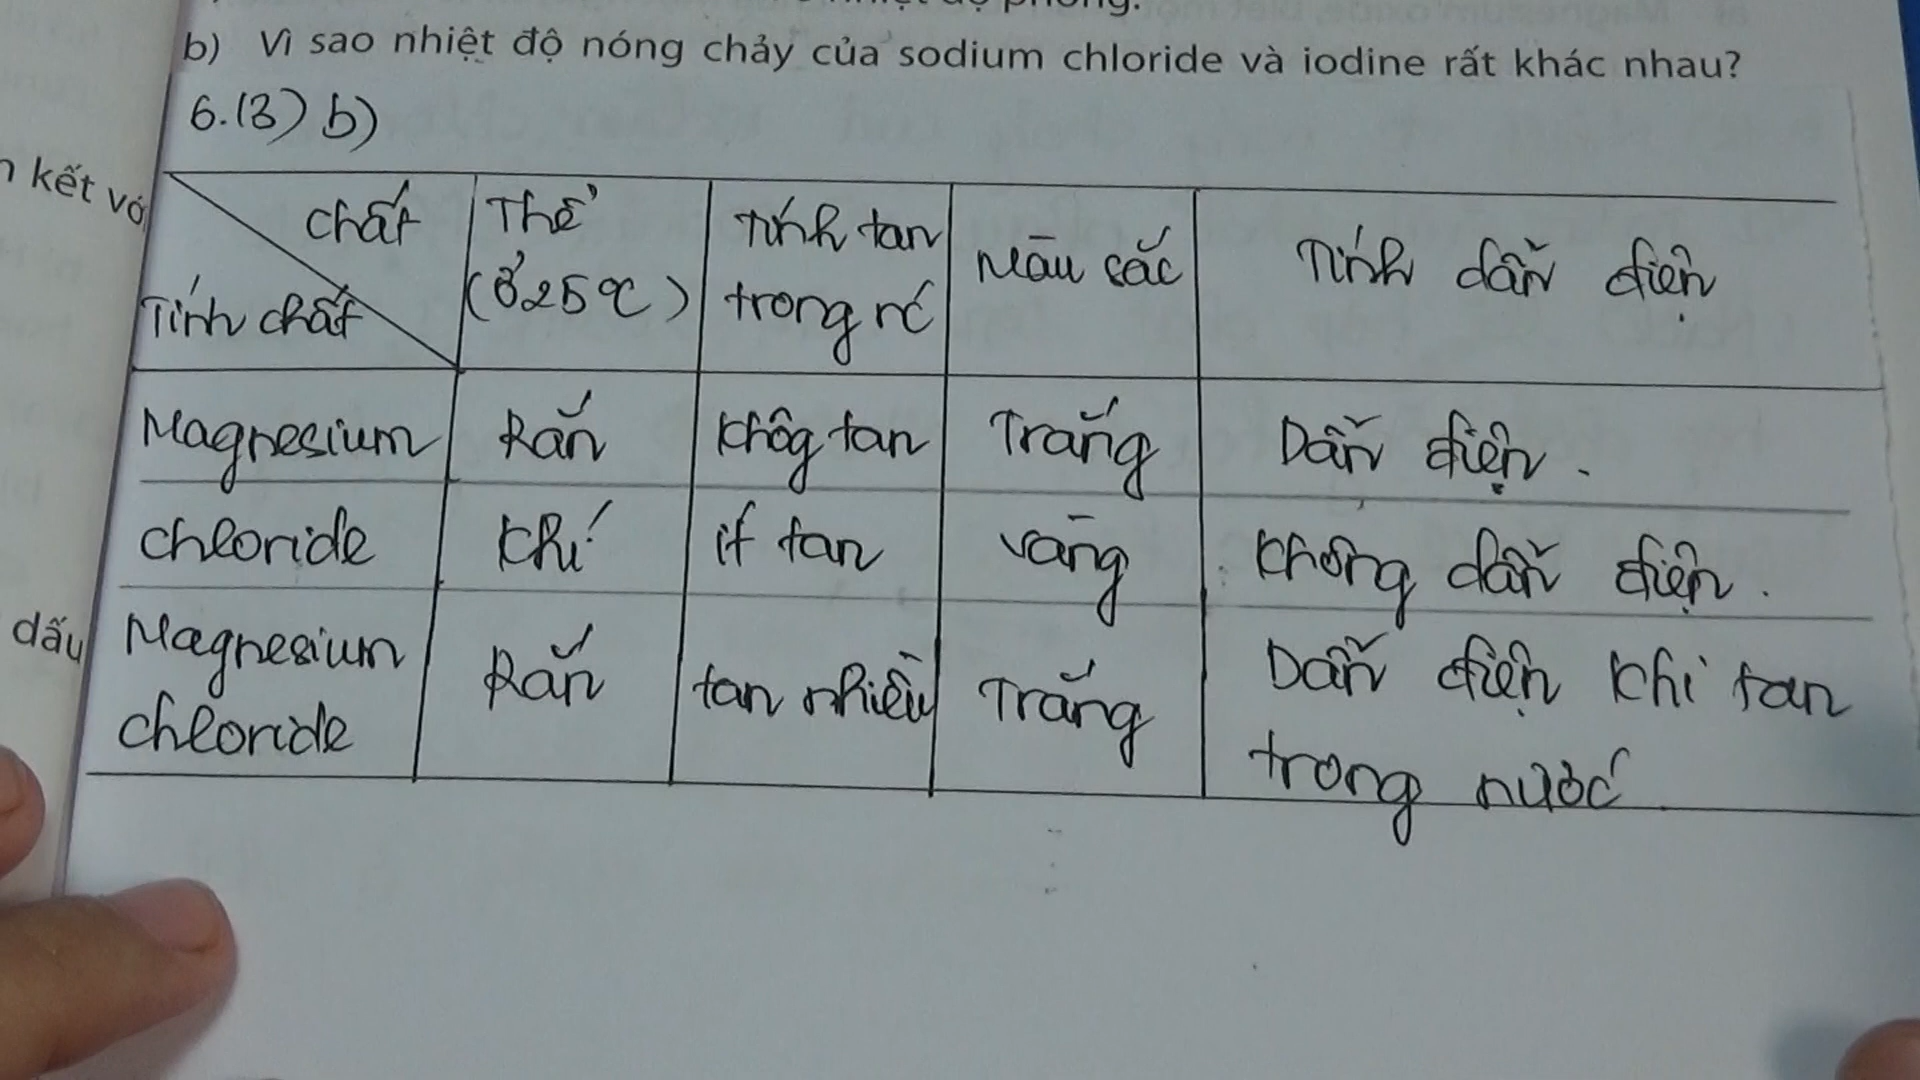 b) Vì sao nhiệt độ nóng chảy của sodium chloride và iodine rất khác nhau?
6.(3) b)
n kết vớ
chất
Thể
(ở 25°C)
Tính tan
trong nc
Màu sắc
Tính dẫn điện
Tính chất
Magnesium Rắn Khôg tan Trắng Dẫn điện.
chloride Khí ít tan vàng Không dẫn điện.
dấu
Magnesium
chloride
Rắn tan nhiều Trắng
Dẫn điện khi tan
trong nước